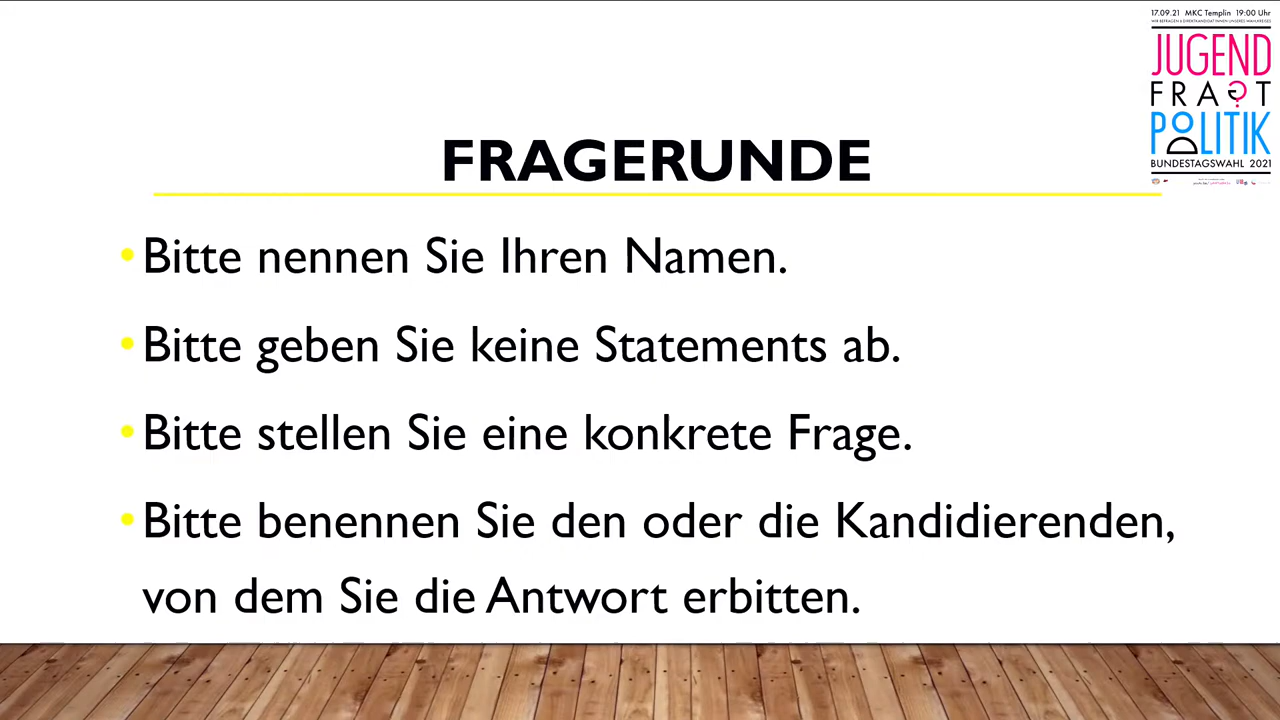 17.09.21 MKC Templin 19:00 Uhr
JUGEND
FRAGT
POLITIK
BUNDESTAGSWAHL 2021
FRAGERUNDE
• Bitte nennen Sie Ihren Namen.
• Bitte geben Sie keine Statements ab.
• Bitte stellen Sie eine konkrete Frage.
• Bitte benennen Sie den oder die Kandidierenden,
von dem Sie die Antwort erbitten.